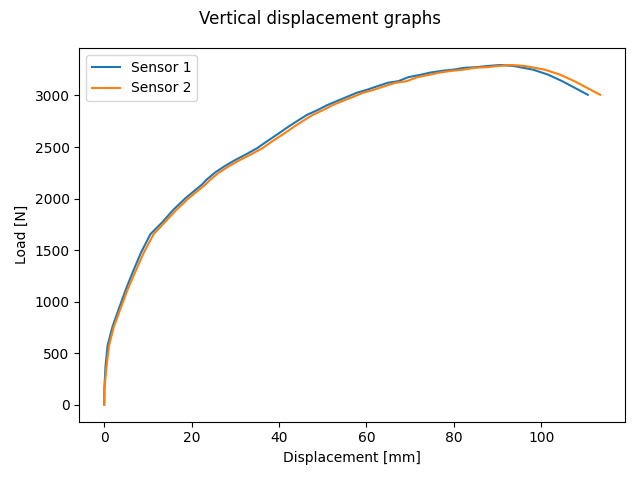 Vertical displacement graphs
Sensor 1
Sensor 2
Load [N]
3000
2500
2000
1500
1000
500
0
0 20 40 60 80 100
Displacement [mm]